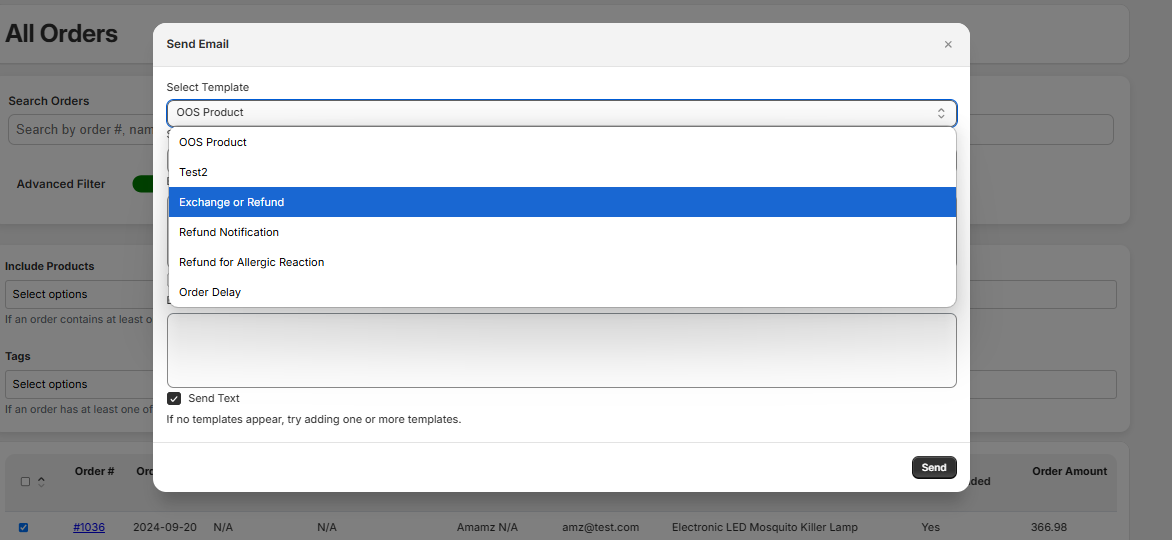 All Orders
Send Email
×
Search Orders
Search by order #, nam
Select Template
OOS Product
OOS Product
Test2
Exchange or Refund
Refund Notification
Refund for Allergic Reaction
Order Delay
Advanced Filter
Include Products
Select options
If an order contains at least o
Tags
Select options
If an order has at least one of
Send Text
If no templates appear, try adding one or more templates.
Send
Order # Ord ded Order Amount
#1036 2024-09-20 N/A N/A Amamz N/A amz@test.com Electronic LED Mosquito Killer Lamp Yes 366.98